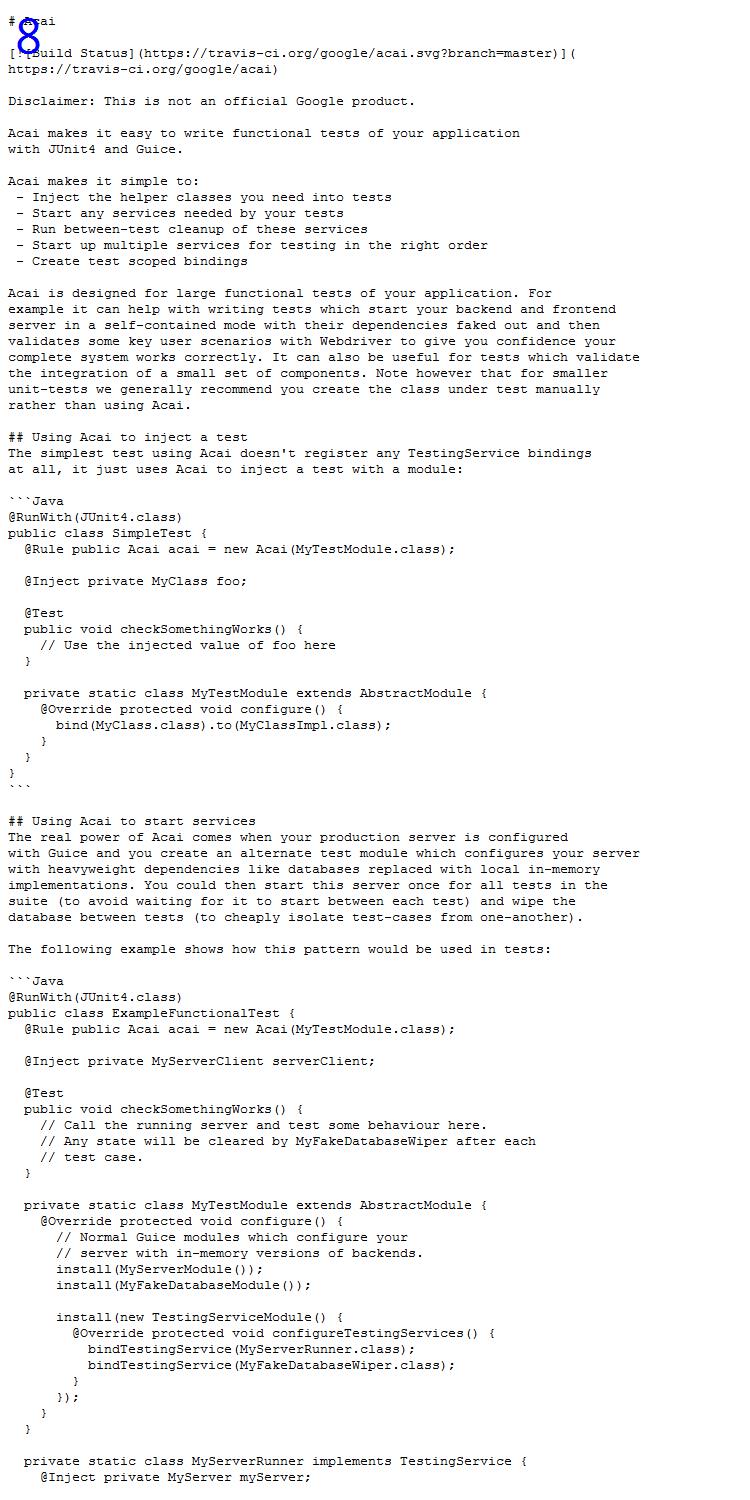 # Acai
8
[![Build Status](https://travis-ci.org/google/acai.svg?branch=master)](
https://travis-ci.org/google/acai)

Disclaimer: This is not an official Google product.

Acai makes it easy to write functional tests of your application
with JUnit4 and Guice.

Acai makes it simple to:
 - Inject the helper classes you need into tests
 - Start any services needed by your tests
 - Run between-test cleanup of these services
 - Start up multiple services for testing in the right order
 - Create test scoped bindings

Acai is designed for large functional tests of your application. For
example it can help with writing tests which start your backend and frontend
server in a self-contained mode with their dependencies faked out and then
validates some key user scenarios with Webdriver to give you confidence your
complete system works correctly. It can also be useful for tests which validate
the integration of a small set of components. Note however that for smaller
unit-tests we generally recommend you create the class under test manually
rather than using Acai.

## Using Acai to inject a test
The simplest test using Acai doesn't register any TestingService bindings
at all, it just uses Acai to inject a test with a module:

```Java
@RunWith(JUnit4.class)
public class SimpleTest {
  @Rule public Acai acai = new Acai(MyTestModule.class);

  @Inject private MyClass foo;

  @Test
  public void checkSomethingWorks() {
    // Use the injected value of foo here
  }

  private static class MyTestModule extends AbstractModule {
    @Override protected void configure() {
      bind(MyClass.class).to(MyClassImpl.class);
    }
  }
}
```

## Using Acai to start services
The real power of Acai comes when your production server is configured
with Guice and you create an alternate test module which configures your server
with heavyweight dependencies like databases replaced with local in-memory
implementations. You could then start this server once for all tests in the
suite (to avoid waiting for it to start between each test) and wipe the
database between tests (to cheaply isolate test-cases from one-another).

The following example shows how this pattern would be used in tests:

```Java
@RunWith(JUnit4.class)
public class ExampleFunctionalTest {
  @Rule public Acai acai = new Acai(MyTestModule.class);

  @Inject private MyServerClient serverClient;

  @Test
  public void checkSomethingWorks() {
    // Call the running server and test some behaviour here.
    // Any state will be cleared by MyFakeDatabaseWiper after each
    // test case.
  }

  private static class MyTestModule extends AbstractModule {
    @Override protected void configure() {
      // Normal Guice modules which configure your
      // server with in-memory versions of backends.
      install(MyServerModule());
      install(MyFakeDatabaseModule());

      install(new TestingServiceModule() {
        @Override protected void configureTestingServices() {
          bindTestingService(MyServerRunner.class);
          bindTestingService(MyFakeDatabaseWiper.class);
        }
      });
    }
  }

  private static class MyServerRunner implements TestingService {
    @Inject private MyServer myServer;